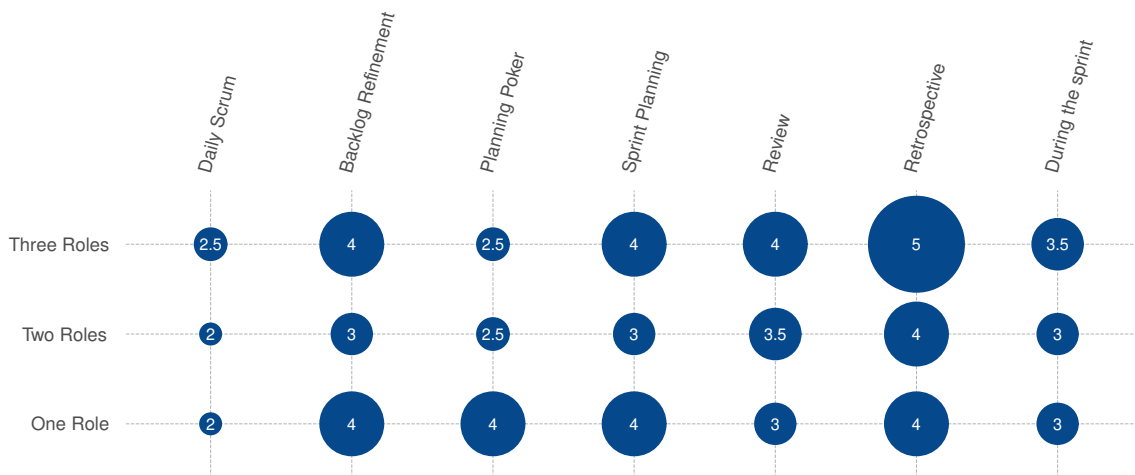 Daily Scrum
Backlog Refinement
Planning Poker
Sprint Planning
Review
Retrospective
During the sprint
Three Roles 2.5 4 2.5 4 4 5 3.5
Two Roles 2 3 2.5 3 3.5 4 3
One Role 2 4 4 4 3 4 3